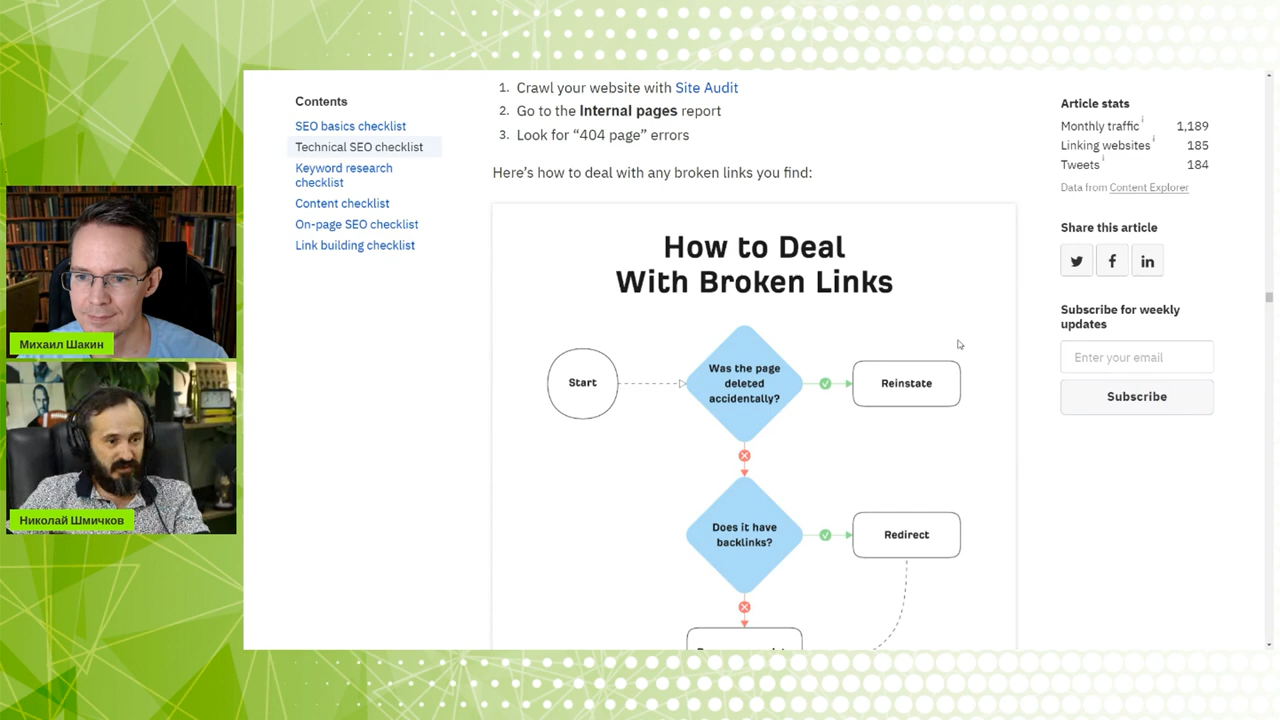 Contents
SEO basics checklist
Technical SEO checklist
Keyword research
checklist
Content checklist
On-page SEO checklist
Link building checklist
1. Crawl your website with Site Audit
2. Go to the Internal pages report
3. Look for “404 page” errors
Here’s how to deal with any broken links you find:
How to Deal
With Broken Links
Start
Was the page
deleted
accidentally?
Reinstate
Does it have
backlinks?
Redirect
Article stats
Monthly traffic i 1,189
Linking websites i 185
Tweets i 184
Data from Content Explorer
Share this article
Subscribe for weekly
updates
Enter your email
Subscribe
Михаил Шакин
Николай Шмичков